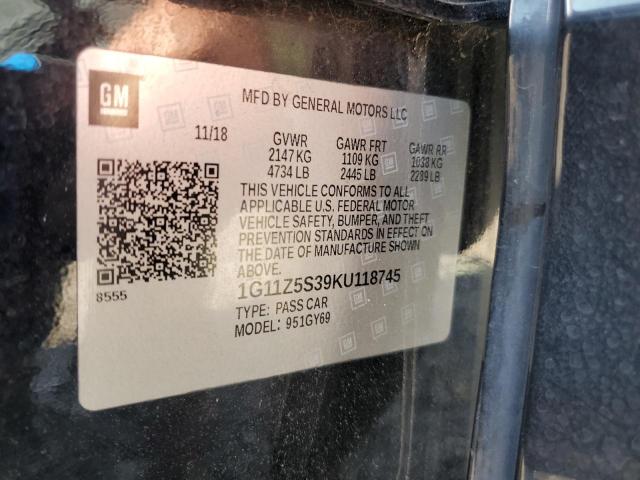 GM
MFD BY GENERAL MOTORS LLC
11/18 GVWR GAWR FRT GAWR RR
2147 KG 1109 KG 1038 KG
4734 LB 2445 LB 2289 LB
THIS VEHICLE CONFORMS TO ALL
APPLICABLE U.S. FEDERAL MOTOR
VEHICLE SAFETY, BUMPER, AND THEFT
PREVENTION STANDARDS IN EFFECT ON
THE DATE OF MANUFACTURE SHOWN
ABOVE.
8555
1G11Z5S39KU118745
TYPE: PASS CAR
MODEL: 951GY69